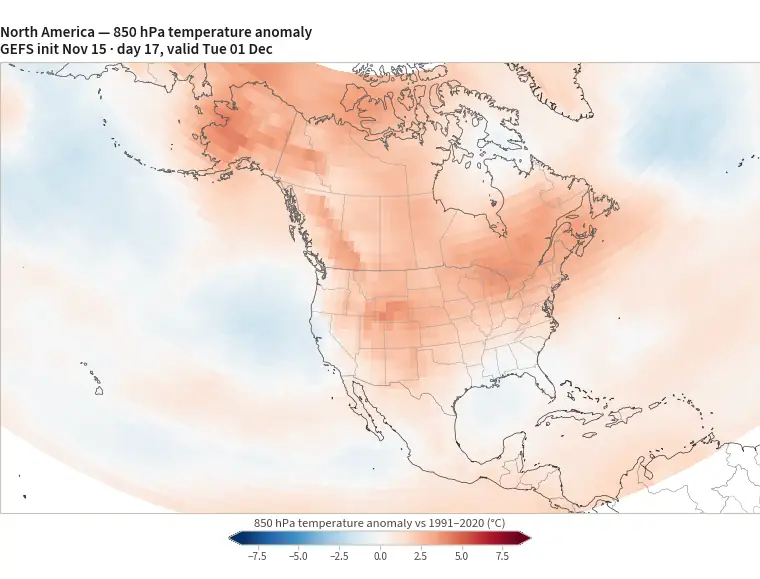 North America — 850 hPa temperature anomaly
GEFS init Nov 15 · day 17, valid Tue 01 Dec
850 hPa temperature anomaly vs 1991–2020 (°C)
−7.5 −5.0 −2.5 0.0 2.5 5.0 7.5